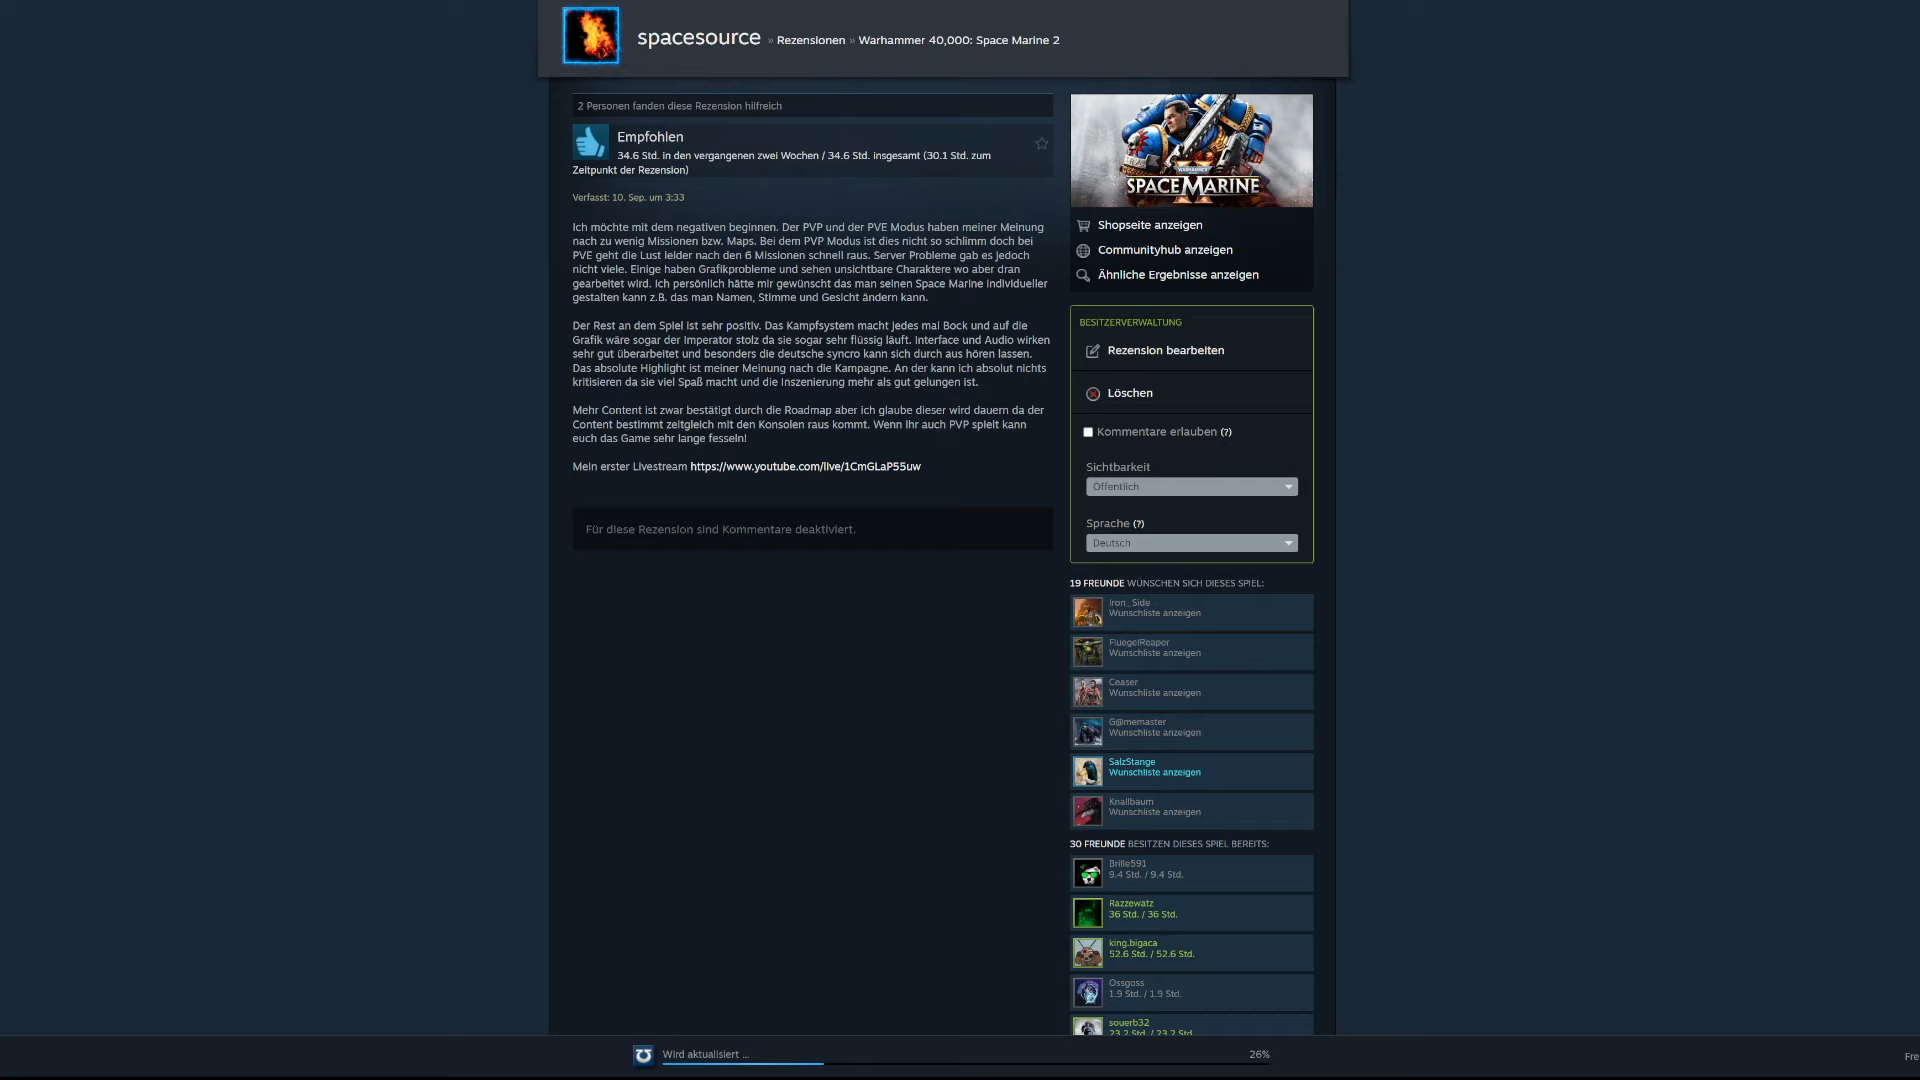 spacesource » Rezensionen » Warhammer 40,000: Space Marine 2
2 Personen fanden diese Rezension hilfreich
Empfohlen
34.6 Std. in den vergangenen zwei Wochen / 34.6 Std. insgesamt (30.1 Std. zum
Zeitpunkt der Rezension)
Verfasst: 10. Sep. um 3:33
Ich möchte mit dem negativen beginnen. Der PVP und der PVE Modus haben meiner Meinung
nach zu wenig Missionen bzw. Maps. Bei dem PVP Modus ist dies nicht so schlimm doch bei
PVE geht die Lust leider nach den 6 Missionen schnell raus. Server Probleme gab es jedoch
nicht viele. Einige haben Grafikprobleme und sehen unsichtbare Charaktere wo aber dran
gearbeitet wird. Ich persönlich hätte mir gewünscht das man seinen Space Marine individueller
gestalten kann z.B. das man Namen, Stimme und Gesicht ändern kann.
Der Rest an dem Spiel ist sehr positiv. Das Kampfsystem macht jedes mal Bock und auf die
Grafik wäre sogar der Imperator stolz da sie sogar sehr flüssig läuft. Interface und Audio wirken
sehr gut überarbeitet und besonders die deutsche syncro kann sich durch aus hören lassen.
Das absolute Highlight ist meiner Meinung nach die Kampagne. An der kann ich absolut nichts
kritisieren da sie viel Spaß macht und die Inszenierung mehr als gut gelungen ist.
Mehr Content ist zwar bestätigt durch die Roadmap aber ich glaube dieser wird dauern da der
Content bestimmt zeitgleich mit den Konsolen raus kommt. Wenn ihr auch PVP spielt kann
euch das Game sehr lange fesseln!
Mein erster Livestream https://www.youtube.com/live/1CmGLaP55uw
Für diese Rezension sind Kommentare deaktiviert.
WARHAMMER
SPACE MARINE
Shopseite anzeigen
Communityhub anzeigen
Ähnliche Ergebnisse anzeigen
BESITZERVERWALTUNG
Rezension bearbeiten
Löschen
Kommentare erlauben (?)
Sichtbarkeit
Öffentlich
Sprache (?)
Deutsch
19 FREUNDE WÜNSCHEN SICH DIESES SPIEL:
Iron_Side
Wunschliste anzeigen
FluegelReaper
Wunschliste anzeigen
Ceaser
Wunschliste anzeigen
G@memaster
Wunschliste anzeigen
SalzStange
Wunschliste anzeigen
Knallbaum
Wunschliste anzeigen
30 FREUNDE BESITZEN DIESES SPIEL BEREITS:
Brille591
9.4 Std. / 9.4 Std.
Razzewatz
36 Std. / 36 Std.
king.bigaca
52.6 Std. / 52.6 Std.
Ossgoss
1.9 Std. / 1.9 Std.
souerb32
23.2 Std. / 23.2 Std.
Wird aktualisiert ... 26%
Fre